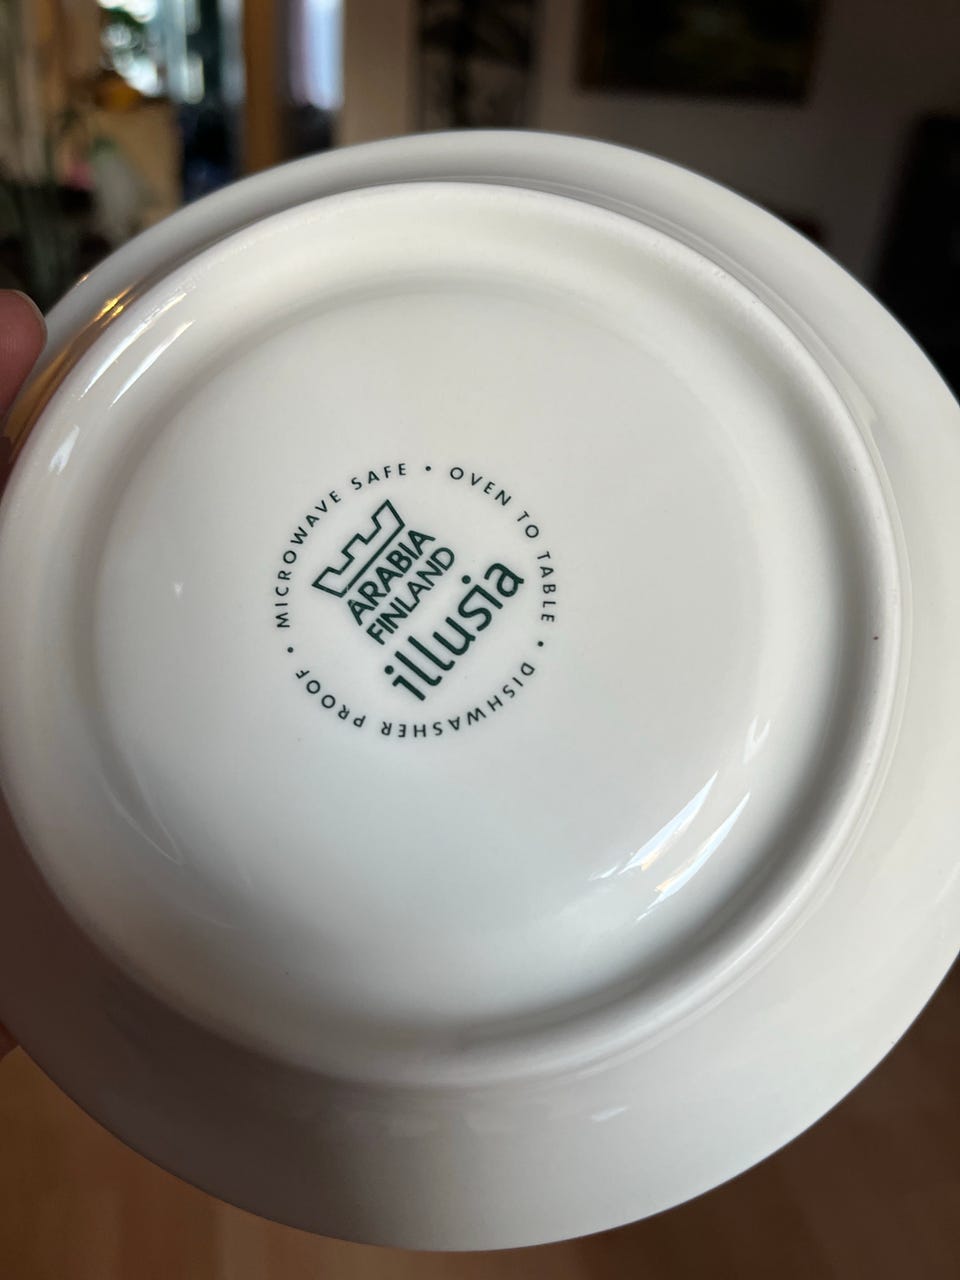 MICROWAVE SAFE • OVEN TO TABLE • DISHWASHER PROOF •
ARABIA
FINLAND
illusia